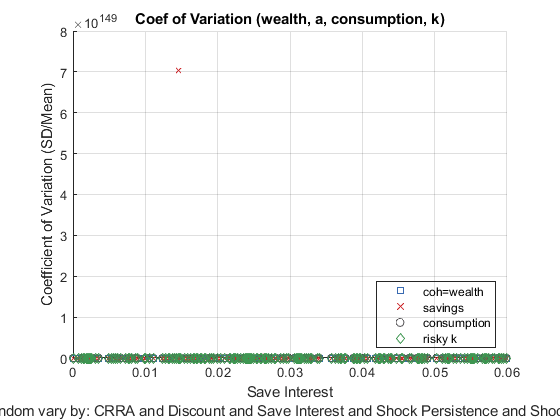 ×10^149
Coef of Variation (wealth, a, consumption, k)
8
7
6
5
4
3
2
1
0
Coefficient of Variation (SD/Mean)
coh=wealth
savings
consumption
risky k
0 0.01 0.02 0.03 0.04 0.05 0.06
Save Interest
ndom vary by: CRRA and Discount and Save Interest and Shock Persistence and Sho